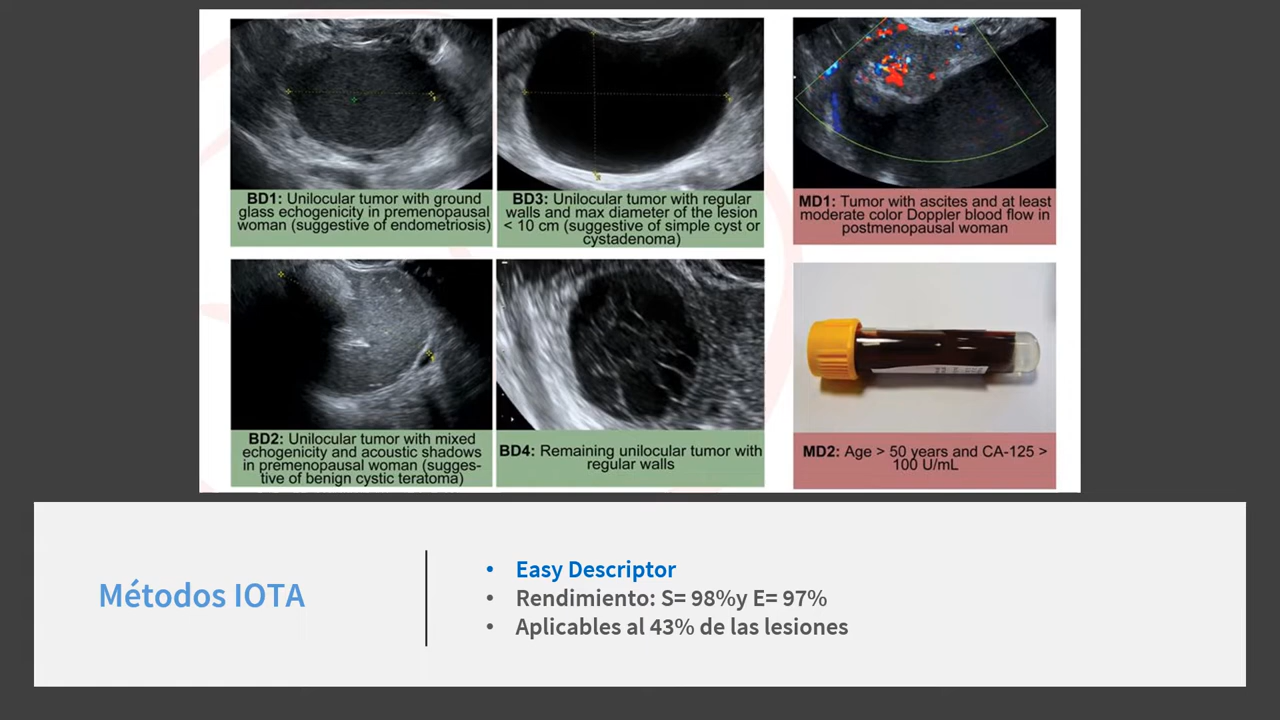 BD1: Unilocular tumor with ground
glass echogenicity in premenopausal
woman (suggestive of endometriosis)
BD3: Unilocular tumor with regular
walls and max diameter of the lesion
< 10 cm (suggestive of simple cyst or
cystadenoma)
MD1: Tumor with ascites and at least
moderate color Doppler blood flow in
postmenopausal woman
BD2: Unilocular tumor with mixed
echogenicity and acoustic shadows
in premenopausal woman (sugges-
tive of benign cystic teratoma)
BD4: Remaining unilocular tumor with
regular walls
MD2: Age > 50 years and CA-125 >
100 U/mL
Métodos IOTA
• Easy Descriptor
• Rendimiento: S= 98%y E= 97%
• Aplicables al 43% de las lesiones